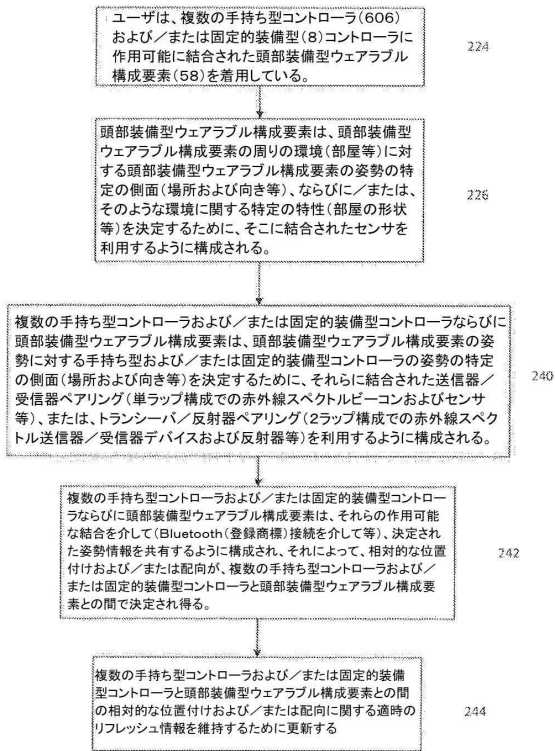 ユーザは、複数の手持ち型コントローラ(606)
および/または固定的装備型(8)コントローラに
作用可能に結合された頭部装備型ウェアラブル
構成要素(58)を着用している。
224
頭部装備型ウェアラブル構成要素は、頭部装備型
ウェアラブル構成要素の周りの環境(部屋等)に対
する頭部装備型ウェアラブル構成要素の姿勢の特
定の側面(場所および向き等)、ならびに/または、
そのような環境に関する特定の特性(部屋の形状
等)を決定するために、そこに結合されたセンサを
利用するように構成される。
226
複数の手持ち型コントローラおよび/または固定的装備型コントローラならびに
頭部装備型ウェアラブル構成要素は、頭部装備型ウェアラブル構成要素の姿
勢に対する手持ち型および/または固定的装備型コントローラの姿勢の特定
の側面(場所および向き等)を決定するために、それらに結合された送信器/
受信器ペアリング(単ラップ構成での赤外線スペクトルビーコンおよびセンサ
等)、または、トランシーバ/反射器ペアリング(2ラップ構成での赤外線スペク
トル送信器/受信器デバイスおよび反射器等)を利用するように構成される。
240
複数の手持ち型コントローラおよび/または固定的装備型コントロー
ラならびに頭部装備型ウェアラブル構成要素は、それらの作用可能
な結合を介して(Bluetooth(登録商標)接続を介して等)、決定さ
れた姿勢情報を共有するように構成され、それによって、相対的な位置
付けおよび/または配向が、複数の手持ち型コントローラおよび/
または固定的装備型コントローラと頭部装備型ウェアラブル構成要
素との間で決定され得る。
242
複数の手持ち型コントローラおよび/または固定的装備
型コントローラと頭部装備型ウェアラブル構成要素との間
の相対的な位置付けおよび/または配向に関する適時の
リフレッシュ情報を維持するために更新する
244